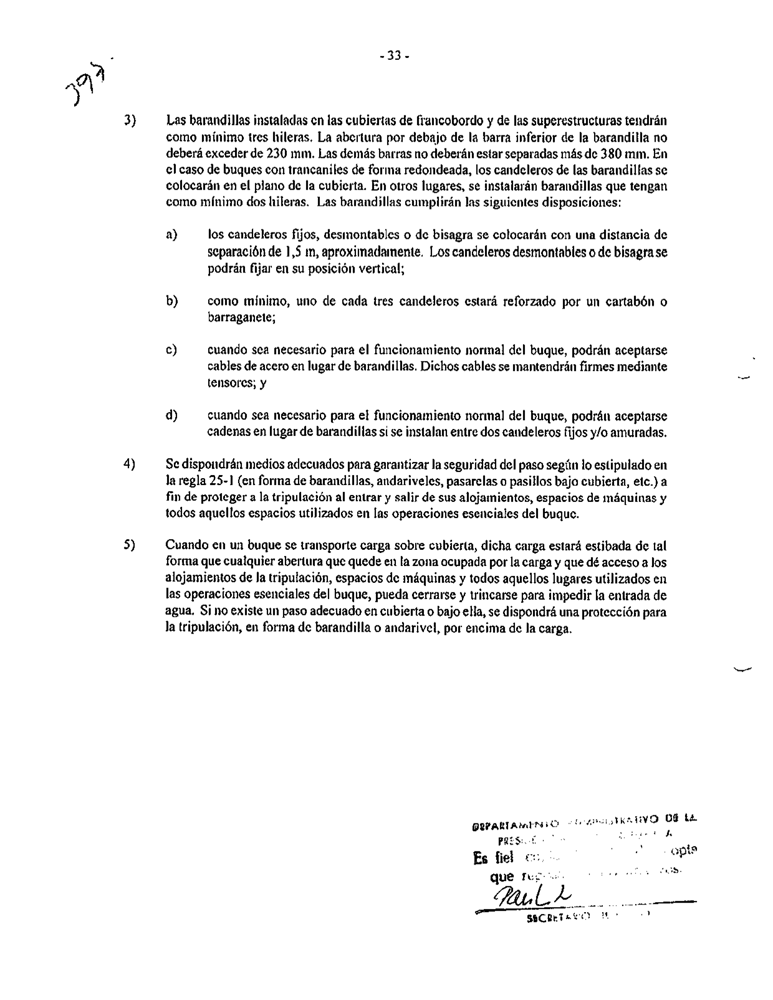 - 33 -
3) Las barandillas instaladas en las cubiertas de francobordo y de las superestructuras tendrán
como mínimo tres hileras. La abertura por debajo de la barra inferior de la barandilla no
deberá exceder de 230 mm. Las demás barras no deberán estar separadas más de 380 mm. En
el caso de buques con trancaniles de forma redondeada, los candeleros de las barandillas se
colocarán en el plano de la cubierta. En otros lugares, se instalarán barandillas que tengan
como mínimo dos hileras. Las barandillas cumplirán las siguientes disposiciones:
a) los candeleros fijos, desmontables o de bisagra se colocarán con una distancia de
separación de 1,5 m, aproximadamente. Los candeleros desmontables o de bisagra se
podrán fijar en su posición vertical;
b) como mínimo, uno de cada tres candeleros estará reforzado por un cartabón o
barraganete;
c) cuando sea necesario para el funcionamiento normal del buque, podrán aceptarse
cables de acero en lugar de barandillas. Dichos cables se mantendrán firmes mediante
tensores; y
d) cuando sea necesario para el funcionamiento normal del buque, podrán aceptarse
cadenas en lugar de barandillas si se instalan entre dos candeleros fijos y/o amuradas.
4) Se dispondrán medios adecuados para garantizar la seguridad del paso según lo estipulado en
la regla 25-1 (en forma de barandillas, andariveles, pasarelas o pasillos bajo cubierta, etc.) a
fin de proteger a la tripulación al entrar y salir de sus alojamientos, espacios de máquinas y
todos aquellos espacios utilizados en las operaciones esenciales del buque.
5) Cuando en un buque se transporte carga sobre cubierta, dicha carga estará estibada de tal
forma que cualquier abertura que quede en la zona ocupada por la carga y que dé acceso a los
alojamientos de la tripulación, espacios de máquinas y todos aquellos lugares utilizados en
las operaciones esenciales del buque, pueda cerrarse y trincarse para impedir la entrada de
agua. Si no existe un paso adecuado en cubierta o bajo ella, se dispondrá una protección para
la tripulación, en forma de barandilla o andarivel, por encima de la carga.
DEPARTAMENTO ADMINISTRATIVO DE LA
Es fiel
que
SECRETARIO